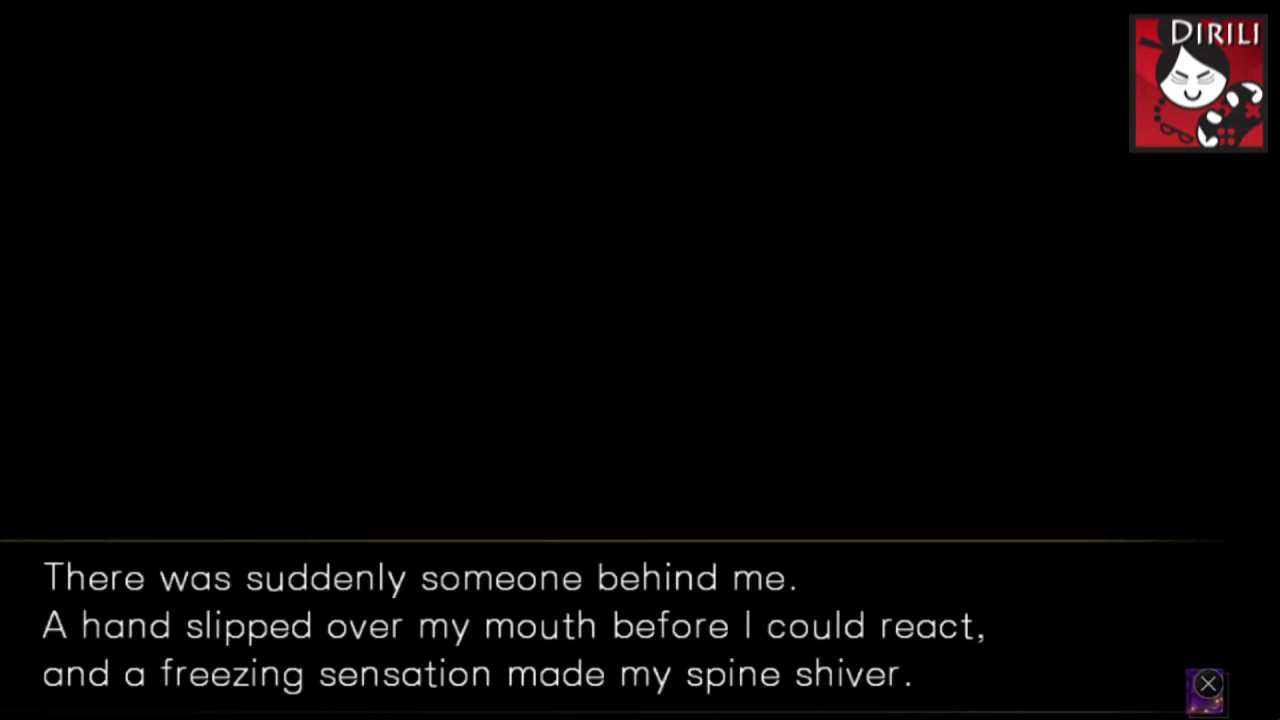 DIRILI
There was suddenly someone behind me.
A hand slipped over my mouth before I could react,
and a freezing sensation made my spine shiver.